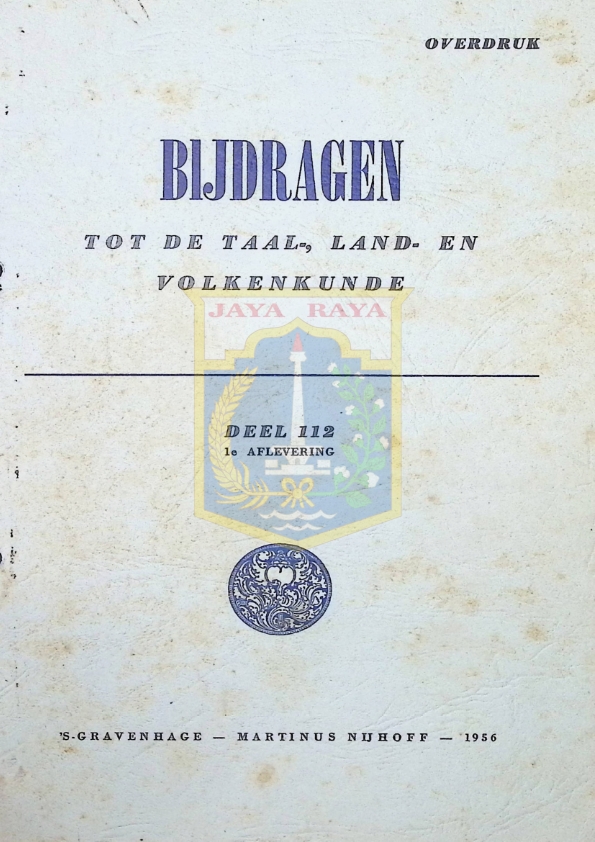 OVERDRUK
BIJDRAGEN
TOT DE TAAL-, LAND- EN
VOLKENKUNDE
JAYA RAYA
DEEL 112
1e AFLEVERING
'S-GRAVENHAGE — MARTINUS NIJHOFF — 1956